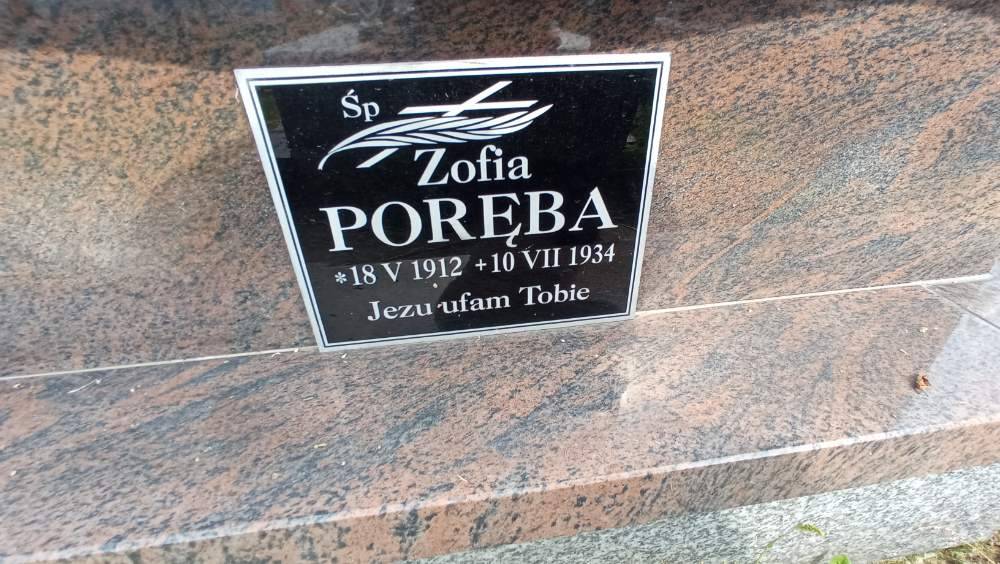 Śp
Zofia
PORĘBA
*18 V 1912 +10 VII 1934
Jezu ufam Tobie